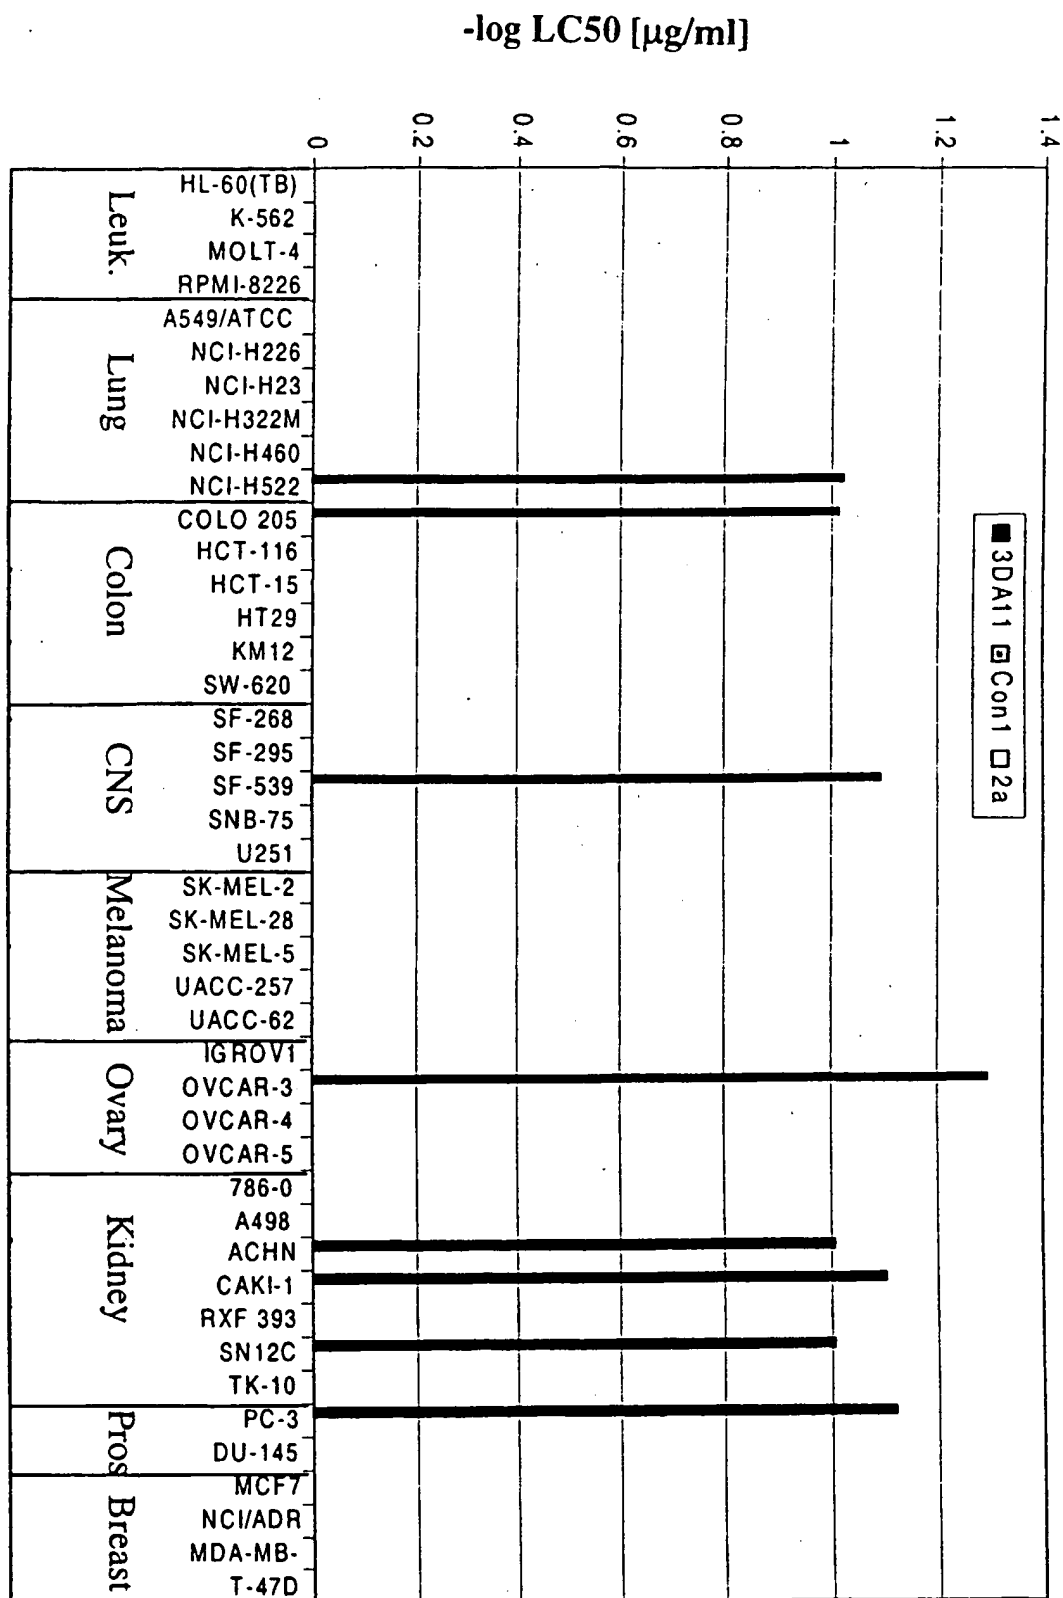 -log LC50 [µg/ml]
0
0.2
0.4
0.6
0.8
1
1.2
1.4
■ 3DA11 ⊡ Con1 □ 2a
Leuk.
HL-60(TB)
K-562
MOLT-4
RPMI-8226
Lung
A549/ATCC
NCI-H226
NCI-H23
NCI-H322M
NCI-H460
NCI-H522
Colon
COLO 205
HCT-116
HCT-15
HT29
KM12
SW-620
CNS
SF-268
SF-295
SF-539
SNB-75
U251
Melanoma
SK-MEL-2
SK-MEL-28
SK-MEL-5
UACC-257
UACC-62
Ovary
IGROV1
OVCAR-3
OVCAR-4
OVCAR-5
Kidney
786-0
A498
ACHN
CAKI-1
RXF 393
SN12C
TK-10
Pros
PC-3
DU-145
Breast
MCF7
NCI/ADR
MDA-MB-
T-47D